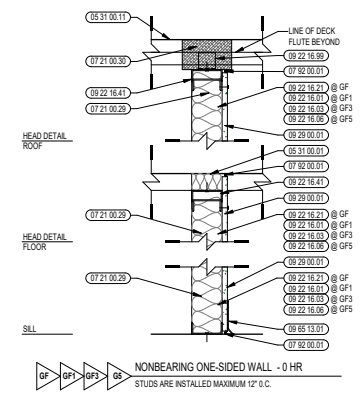 05 31 00.11
LINE OF DECK
FLUTE BEYOND
07 21 00.30
09 22 16.99
07 92 00.01
09 22 16.41
09 22 16.21 @ GF
09 22 16.01 @ GF1
09 22 16.03 @ GF3
09 22 16.06 @ GF5
09 29 00.01
HEAD DETAIL
ROOF
05 31 00.01
07 92 00.01
09 22 16.41
09 29 00.01
07 21 00.29
09 22 16.21 @ GF
09 22 16.01 @ GF1
09 22 16.03 @ GF3
09 22 16.06 @ GF5
HEAD DETAIL
FLOOR
09 29 00.01
07 21 00.29
09 22 16.21 @ GF
09 22 16.01 @ GF1
09 22 16.03 @ GF3
09 22 16.06 @ GF5
09 65 13.01
SILL
07 92 00.01
GF GF1 GF3 G5
NONBEARING ONE-SIDED WALL - 0 HR
STUDS ARE INSTALLED MAXIMUM 12" O.C.
07 21 00.29